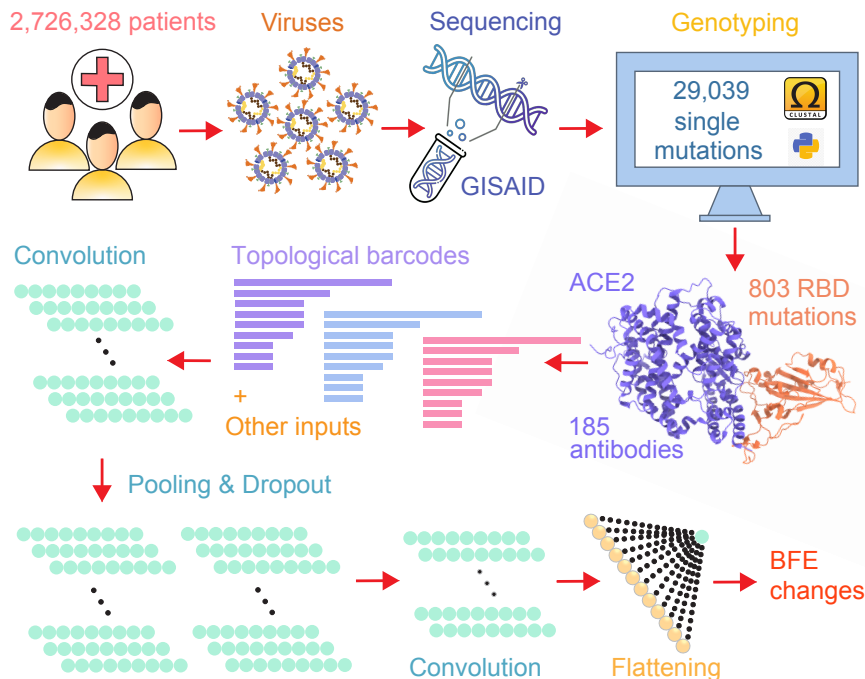 2,726,328 patients
Viruses
Sequencing
Genotyping
GISAID
29,039
single
mutations
Ω
CLUSTAL
Convolution
Topological barcodes
+
Other inputs
ACE2
803 RBD
mutations
185
antibodies
Pooling & Dropout
Convolution
Flattening
BFE
changes